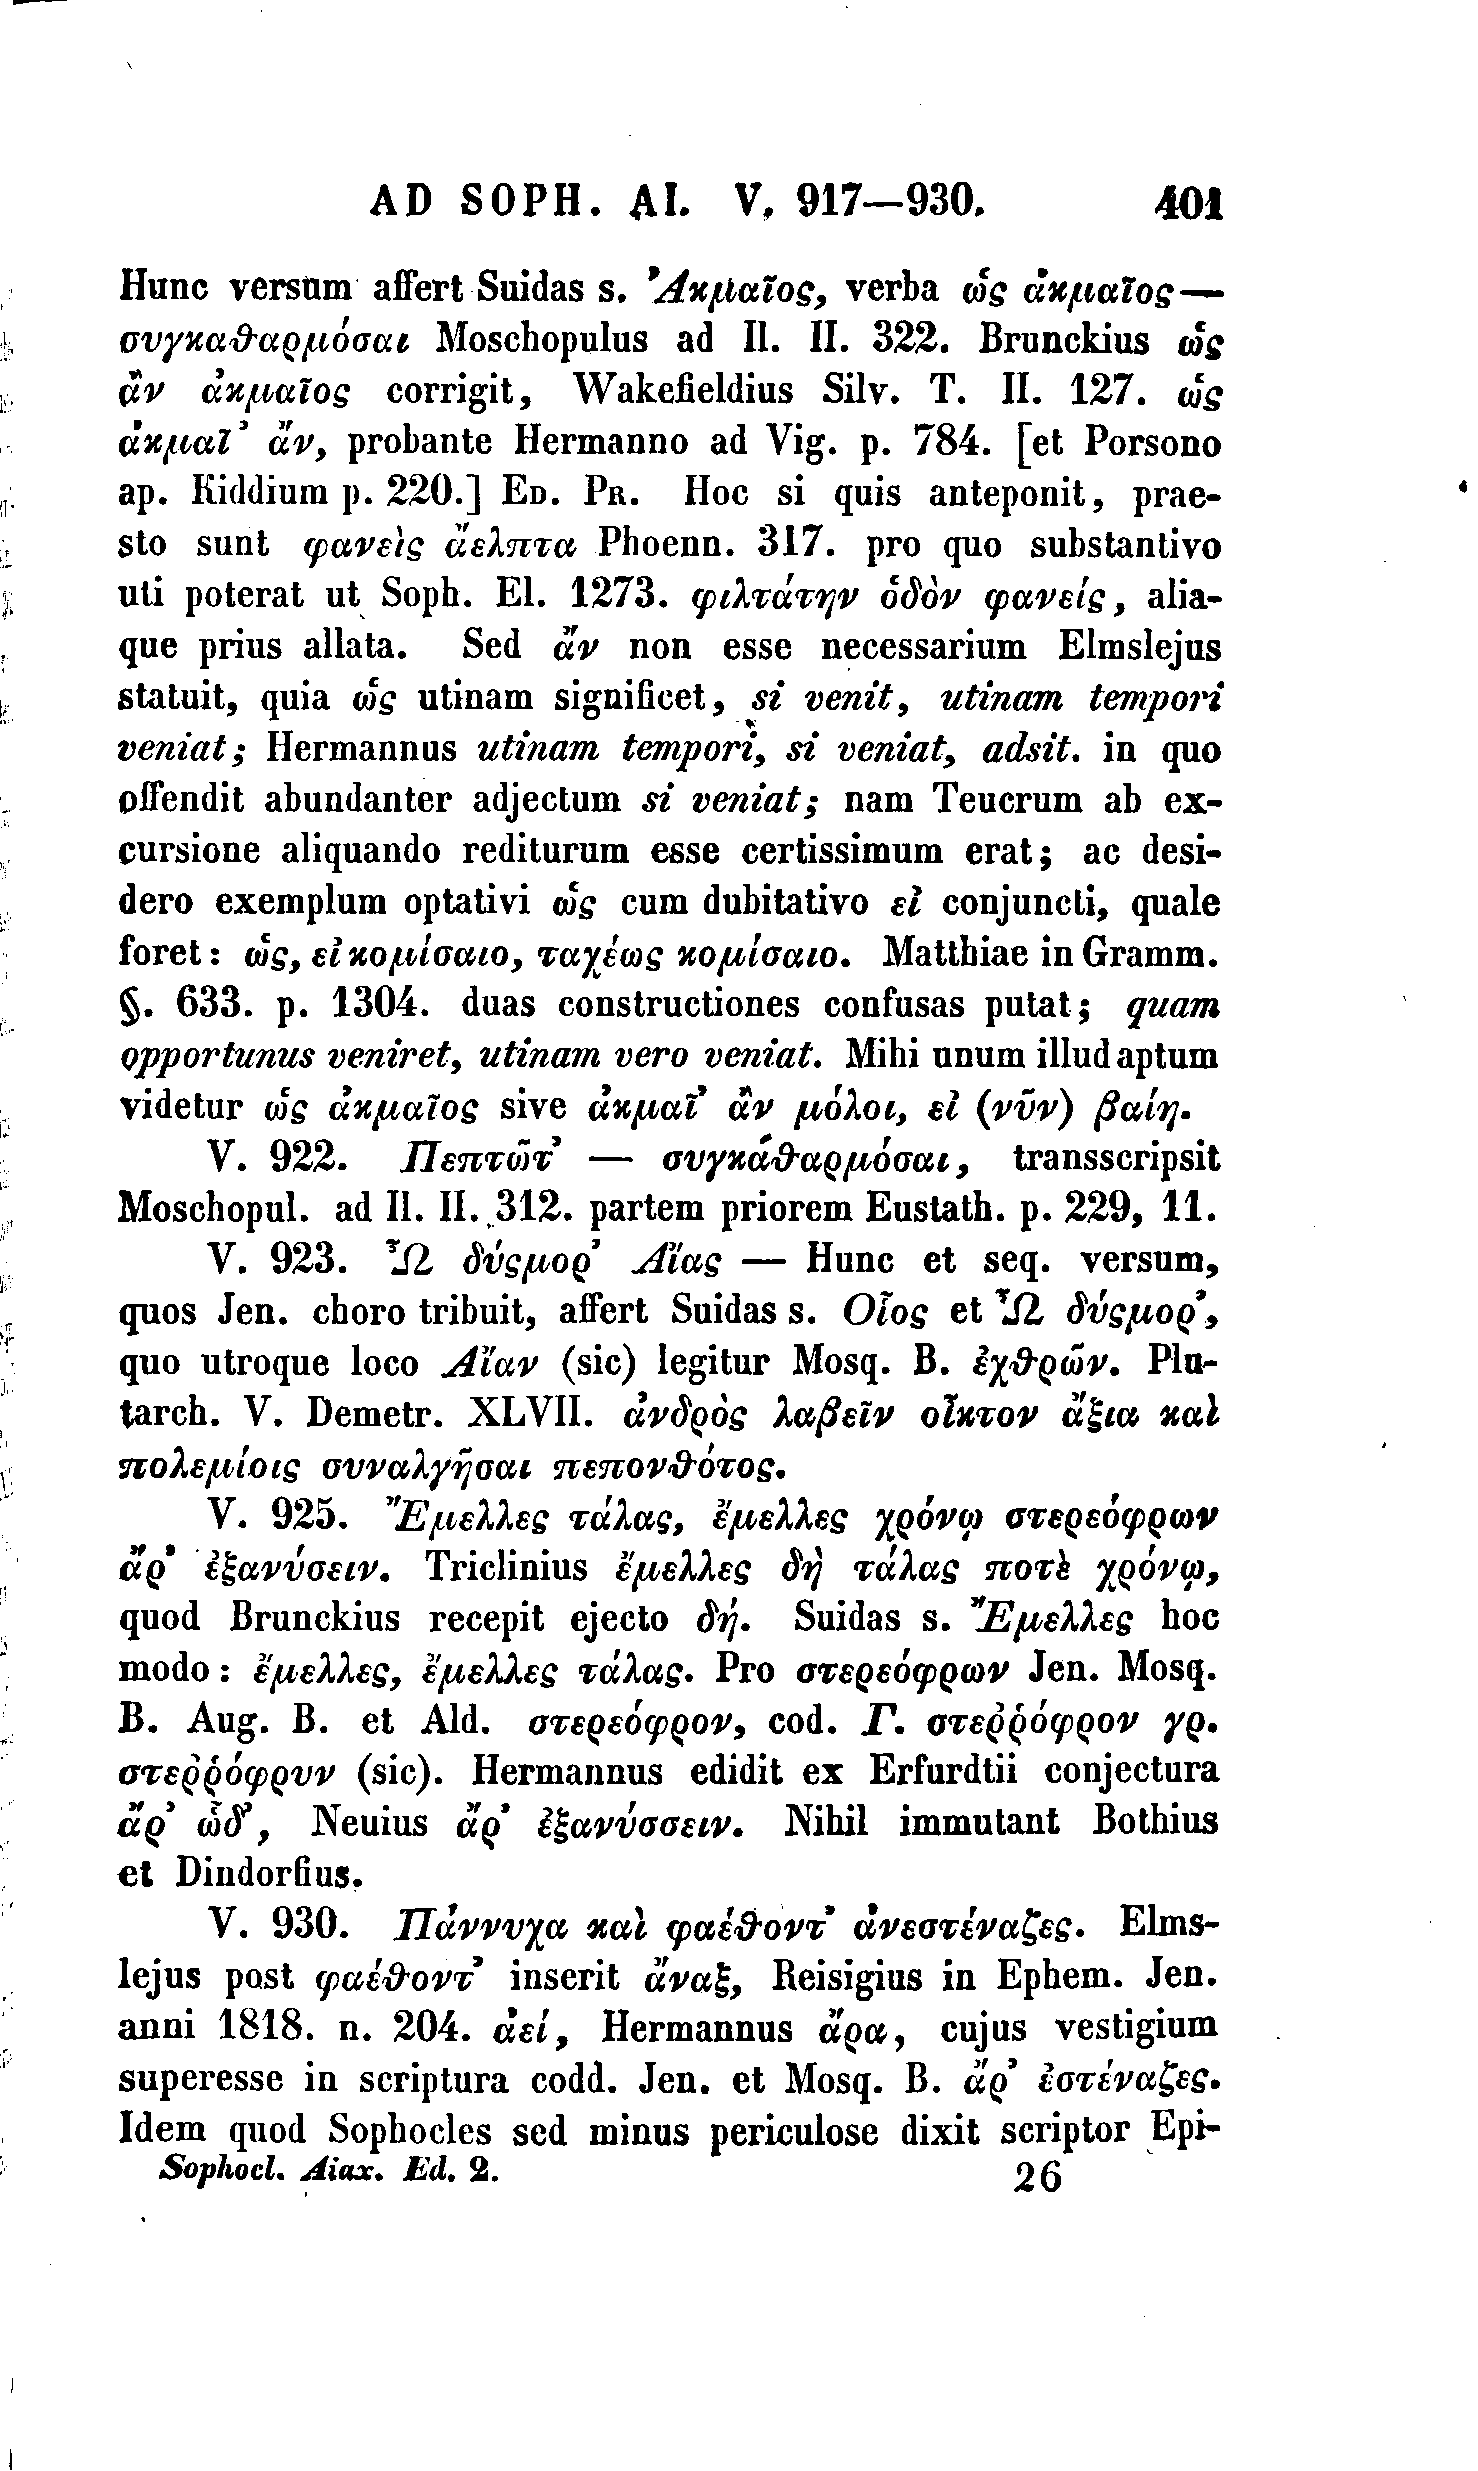 AD SOPH. AI. V. 917—930. 401
Hunc versum affert Suidas s. Ἀκμαῖος, verba ὡς ἀκμαῖος—
συγκαθαρμόσαι Moschopulus ad Il. II. 322. Brunckius ὡς
ἂν ἀκμαῖος corrigit, Wakefieldius Silv. T. II. 127. ὡς
ἀκμαῖ᾽ ἄν, probante Hermanno ad Vig. p. 784. [et Porsono
ap. Kiddium p. 220.] ED. PR. Hoc si quis anteponit, prae-
sto sunt φανεὶς ἄελπτα Phoenn. 317. pro quo substantivo
uti poterat ut Soph. El. 1273. φιλτάτην ὁδὸν φανείς, alia-
que prius allata. Sed ἄν non esse necessarium Elmslejus
statuit, quia ὡς utinam significet, si venit, utinam tempori
veniat; Hermannus utinam tempori, si veniat, adsit. in quo
offendit abundanter adjectum si veniat; nam Teucrum ab ex-
cursione aliquando rediturum esse certissimum erat; ac desi-
dero exemplum optativi ὡς cum dubitativo εἰ conjuncti, quale
foret: ὡς, εἰ κομίσαιο, ταχέως κομίσαιο. Matthiae in Gramm.
§. 633. p. 1304. duas constructiones confusas putat; quam
opportunus veniret, utinam vero veniat. Mihi unum illud aptum
videtur ὡς ἀκμαῖος sive ἀκμαῖ᾽ ἂν μόλοι, εἰ (νῦν) βαίη.
V. 922. Πεπτῶτ᾽ — συγκάθαρμόσαι, transscripsit
Moschopul. ad Il. II. 312. partem priorem Eustath. p. 229, 11.
V. 923. Ὦ δύςμορ᾽ Αἴας — Hunc et seq. versum,
quos Jen. choro tribuit, affert Suidas s. Οἷος et Ὦ δύςμορ᾽,
quo utroque loco Αἴαν (sic) legitur Mosq. B. ἐχθρῶν. Plu-
tarch. V. Demetr. XLVII. ἀνδρὸς λαβεῖν οἶκτον ἄξια καὶ
πολεμίοις συναλγῆσαι πεπονθότος.
V. 925. Ἔμελλες τάλας, ἔμελλες χρόνῳ στερεόφρων
ἄρ᾽ ἐξανύσειν. Triclinius ἔμελλες δὴ τάλας ποτὲ χρόνῳ,
quod Brunckius recepit ejecto δή. Suidas s. Ἔμελλες hoc
modo: ἔμελλες, ἔμελλες τάλας. Pro στερεόφρων Jen. Mosq.
B. Aug. B. et Ald. στερεόφρον, cod. Γ. στεῤῥόφρον γρ.
στεῤῥόφρυν (sic). Hermannus edidit ex Erfurdtii conjectura
ἄρ᾽ ὧδ᾽, Neuius ἄρ᾽ ἐξανύσσειν. Nihil immutant Bothius
et Dindorfius.
V. 930. Πάννυχα καὶ φαέθοντ᾽ ἀνεστέναζες. Elms-
lejus post φαέθοντ᾽ inserit ἄναξ, Reisigius in Ephem. Jen.
anni 1818. n. 204. ἀεί, Hermannus ἄρα, cujus vestigium
superesse in scriptura codd. Jen. et Mosq. B. ἄρ᾽ ἐστέναζες.
Idem quod Sophocles sed minus periculose dixit scriptor Epi-
Sophocl. Aiax. Ed. 2. 26